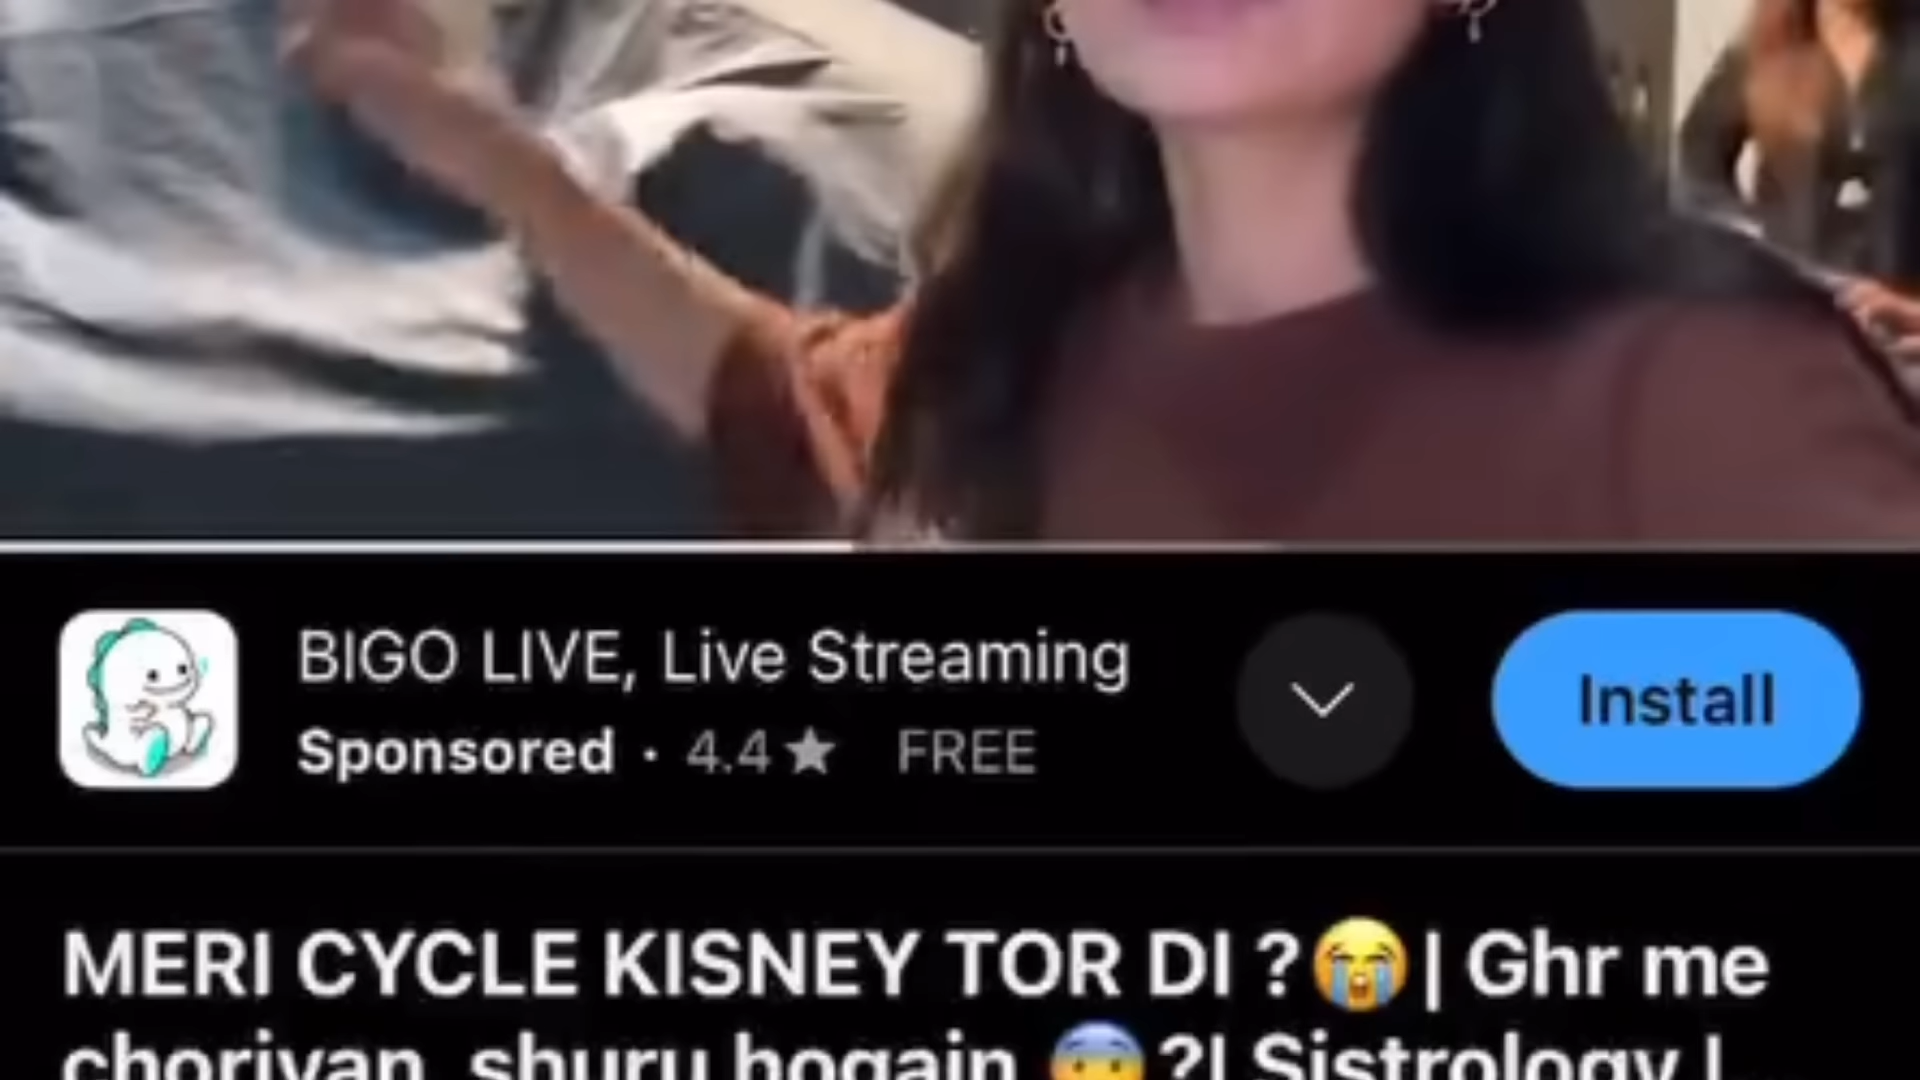 BIGO LIVE, Live Streaming
Sponsored · 4.4★ FREE
Install
MERI CYCLE KISNEY TOR DI ?😭| Ghr me
choriyan shuru hogain 😨?| Sistrology |